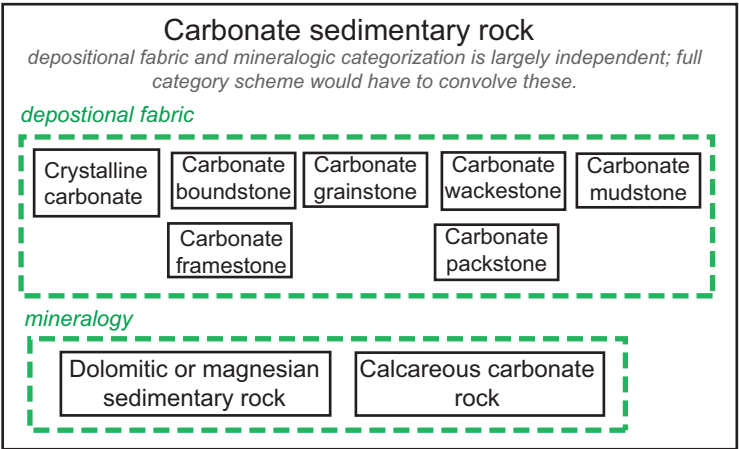 Carbonate sedimentary rock
depositional fabric and mineralogic categorization is largely independent; full
category scheme would have to convolve these.
depostional fabric
Crystalline
carbonate
Carbonate
boundstone
Carbonate
grainstone
Carbonate
wackestone
Carbonate
mudstone
Carbonate
framestone
Carbonate
packstone
mineralogy
Dolomitic or magnesian
sedimentary rock
Calcareous carbonate
rock